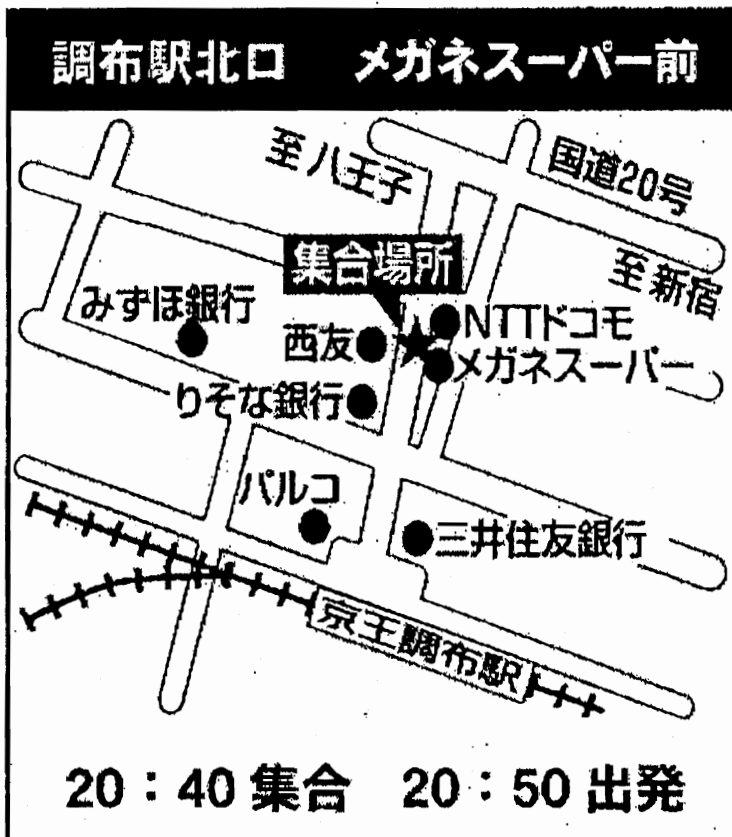 調布駅北口 メガネスーパー前
至八王子
国道20号
至新宿
集合場所
みずほ銀行
西友
NTTドコモ
メガネスーパー
りそな銀行
パルコ
三井住友銀行
京王調布駅
20:40 集合 20:50 出発